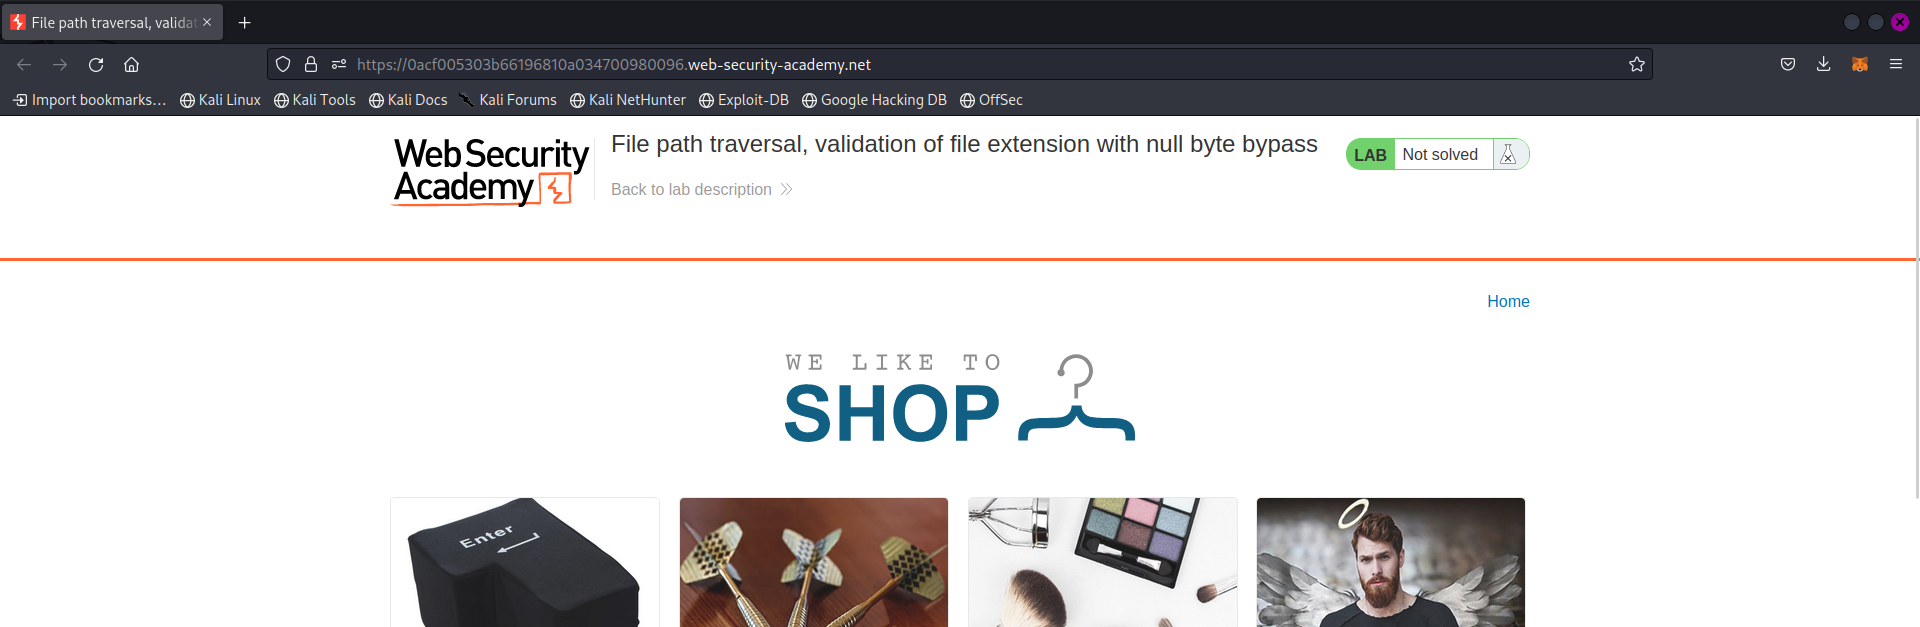 File path traversal, valida
https://0acf005303b66196810a034700980096.web-security-academy.net
Import bookmarks... Kali Linux Kali Tools Kali Docs Kali Forums Kali NetHunter Exploit-DB Google Hacking DB OffSec
Web Security
Academy
File path traversal, validation of file extension with null byte bypass
Back to lab description
LAB Not solved
Home
WE LIKE TO
SHOP
Enter